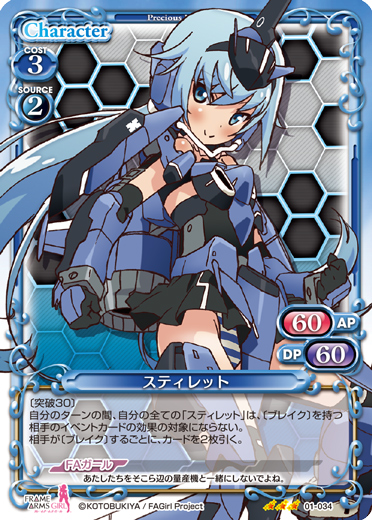 Precious
Character
COST
3
SOURCE
2
60 AP
DP 60
スティレット
［突破30］
自分のターンの間、自分の全ての「スティレット」は、［ブレイク］を持つ
相手のイベントカードの効果の対象にならない。
相手が［ブレイク］するごとに、カードを2枚引く。
FAガール
あたしたちをそこら辺の量産機と一緒にしないでよね。
FRAME ARMS GIRL
©KOTOBUKIYA / FAGirl Project
01-034